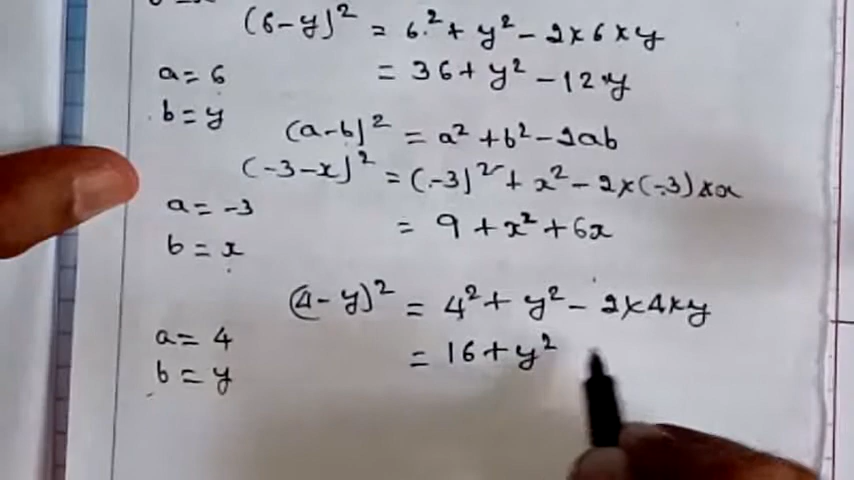 (6-y)² = 6² + y² - 2×6×y
a = 6
= 36 + y² - 12y
b = y
(a-b)² = a² + b² - 2ab
(-3-x)² = (-3)² + x² - 2×(-3)×x
a = -3
= 9 + x² + 6x
b = x
(4-y)² = 4² + y² - 2×4×y
a = 4
= 16 + y²
b = y